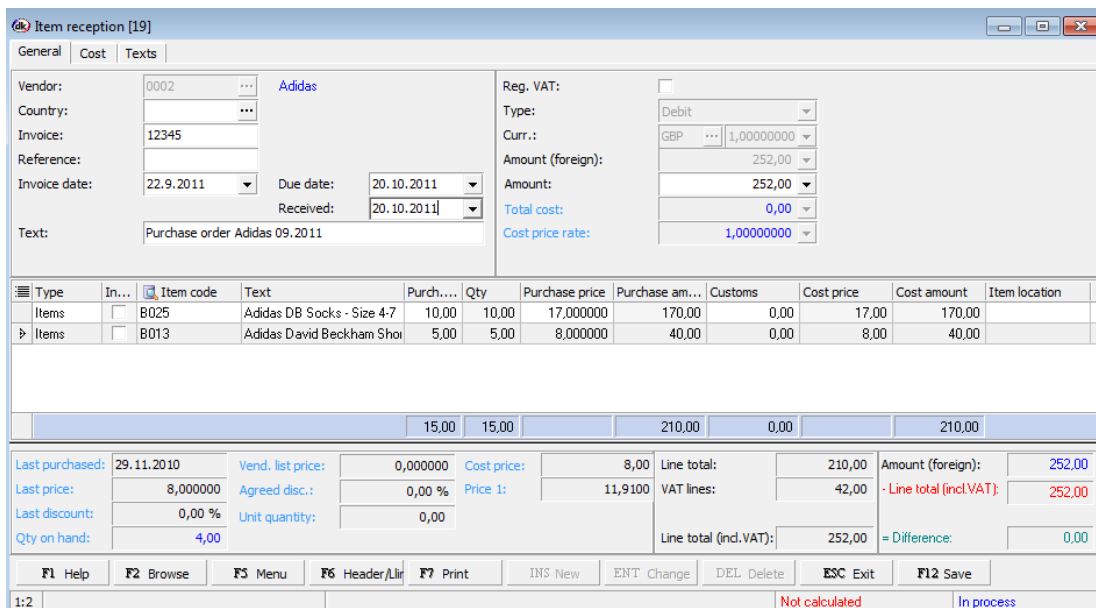 dk Item reception [19]
General Cost Texts
Vendor: 0002 ... Adidas Reg. VAT:
Country: ... Type: Debit
Invoice: 12345 Curr.: GBP ... 1,00000000
Reference: Amount (foreign): 252,00
Invoice date: 22.9.2011 Due date: 20.10.2011 Amount: 252,00
Received: 20.10.2011 Total cost: 0,00
Text: Purchase order Adidas 09.2011 Cost price rate: 1,00000000
Type In... Item code Text Purch.... Qty Purchase price Purchase am... Customs Cost price Cost amount Item location
Items B025 Adidas DB Socks - Size 4-7 10,00 10,00 17,000000 170,00 0,00 17,00 170,00
Items B013 Adidas David Beckham Shor 5,00 5,00 8,000000 40,00 0,00 8,00 40,00
15,00 15,00 210,00 0,00 210,00
Last purchased: 29.11.2010 Vend. list price: 0,000000 Cost price: 8,00 Line total: 210,00 Amount (foreign): 252,00
Last price: 8,000000 Agreed disc.: 0,00 % Price 1: 11,9100 VAT lines: 42,00 - Line total (incl.VAT): 252,00
Last discount: 0,00 % Unit quantity: 0,00
Qty on hand: 4,00 Line total (incl.VAT): 252,00 = Difference: 0,00
F1 Help F2 Browse F5 Menu F6 Header/Lir F7 Print INS New ENT Change DEL Delete ESC Exit F12 Save
1:2 Not calculated In process